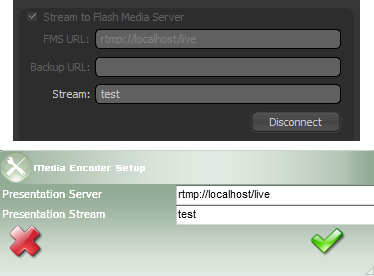 Stream to Flash Media Server
FMS URL: rtmp://localhost/live
Backup URL:
Stream: test
Disconnect
Media Encoder Setup
Presentation Server rtmp://localhost/live
Presentation Stream test